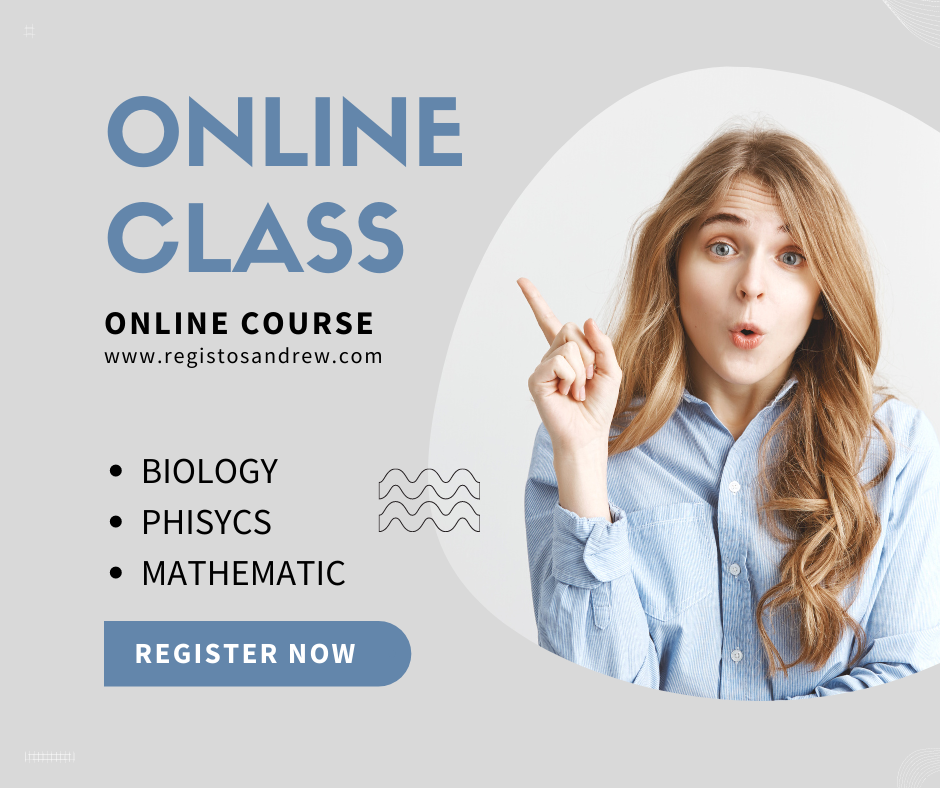 ONLINE
CLASS
ONLINE COURSE
www.registosandrew.com
• BIOLOGY
• PHISYCS
• MATHEMATIC
REGISTER NOW